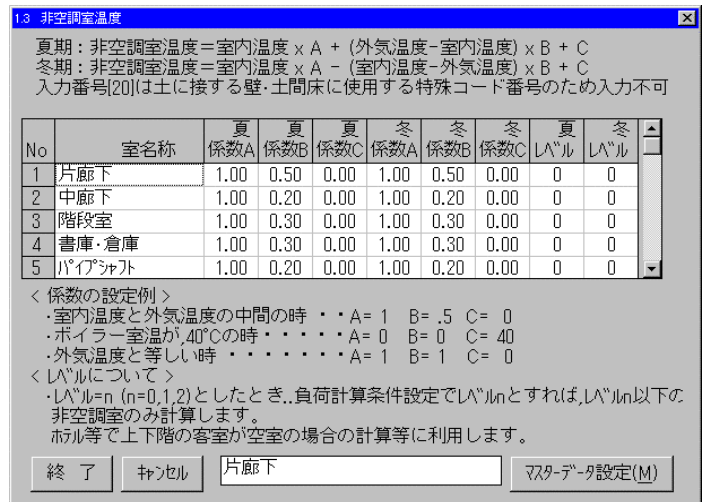 1.3 非空調室温度
夏期：非空調室温度＝室内温度 x A + (外気温度-室内温度) x B + C
冬期：非空調室温度＝室内温度 x A - (室内温度-外気温度) x B + C
入力番号[20]は土に接する壁･土間床に使用する特殊コード番号のため入力不可
No 室名称 夏係数A 夏係数B 夏係数C 冬係数A 冬係数B 冬係数C 夏ﾚﾍﾞﾙ 冬ﾚﾍﾞﾙ
1 片廊下 1.00 0.50 0.00 1.00 0.50 0.00 0 0
2 中廊下 1.00 0.20 0.00 1.00 0.20 0.00 0 0
3 階段室 1.00 0.30 0.00 1.00 0.30 0.00 0 0
4 書庫･倉庫 1.00 0.30 0.00 1.00 0.30 0.00 0 0
5 ﾊﾟｲﾌﾟｼｬﾌﾄ 1.00 0.20 0.00 1.00 0.20 0.00 0 0
< 係数の設定例 >
･室内温度と外気温度の中間の時 ・・A= 1 B= .5 C= 0
･ボイラー室温が,40°Cの時・・・・・A= 0 B= 0 C= 40
･外気温度と等しい時 ・・・・・・・A= 1 B= 1 C= 0
< ﾚﾍﾞﾙについて >
･ﾚﾍﾞﾙ=n (n=0,1,2)としたとき..負荷計算条件設定でﾚﾍﾞﾙnとすれば,ﾚﾍﾞﾙn以下の
非空調室のみ計算します。
ﾎﾃﾙ等で上下階の客室が空室の場合の計算等に利用します。
終 了 ｷｬﾝｾﾙ 片廊下 ﾏｽﾀｰﾃﾞｰﾀ設定(M)